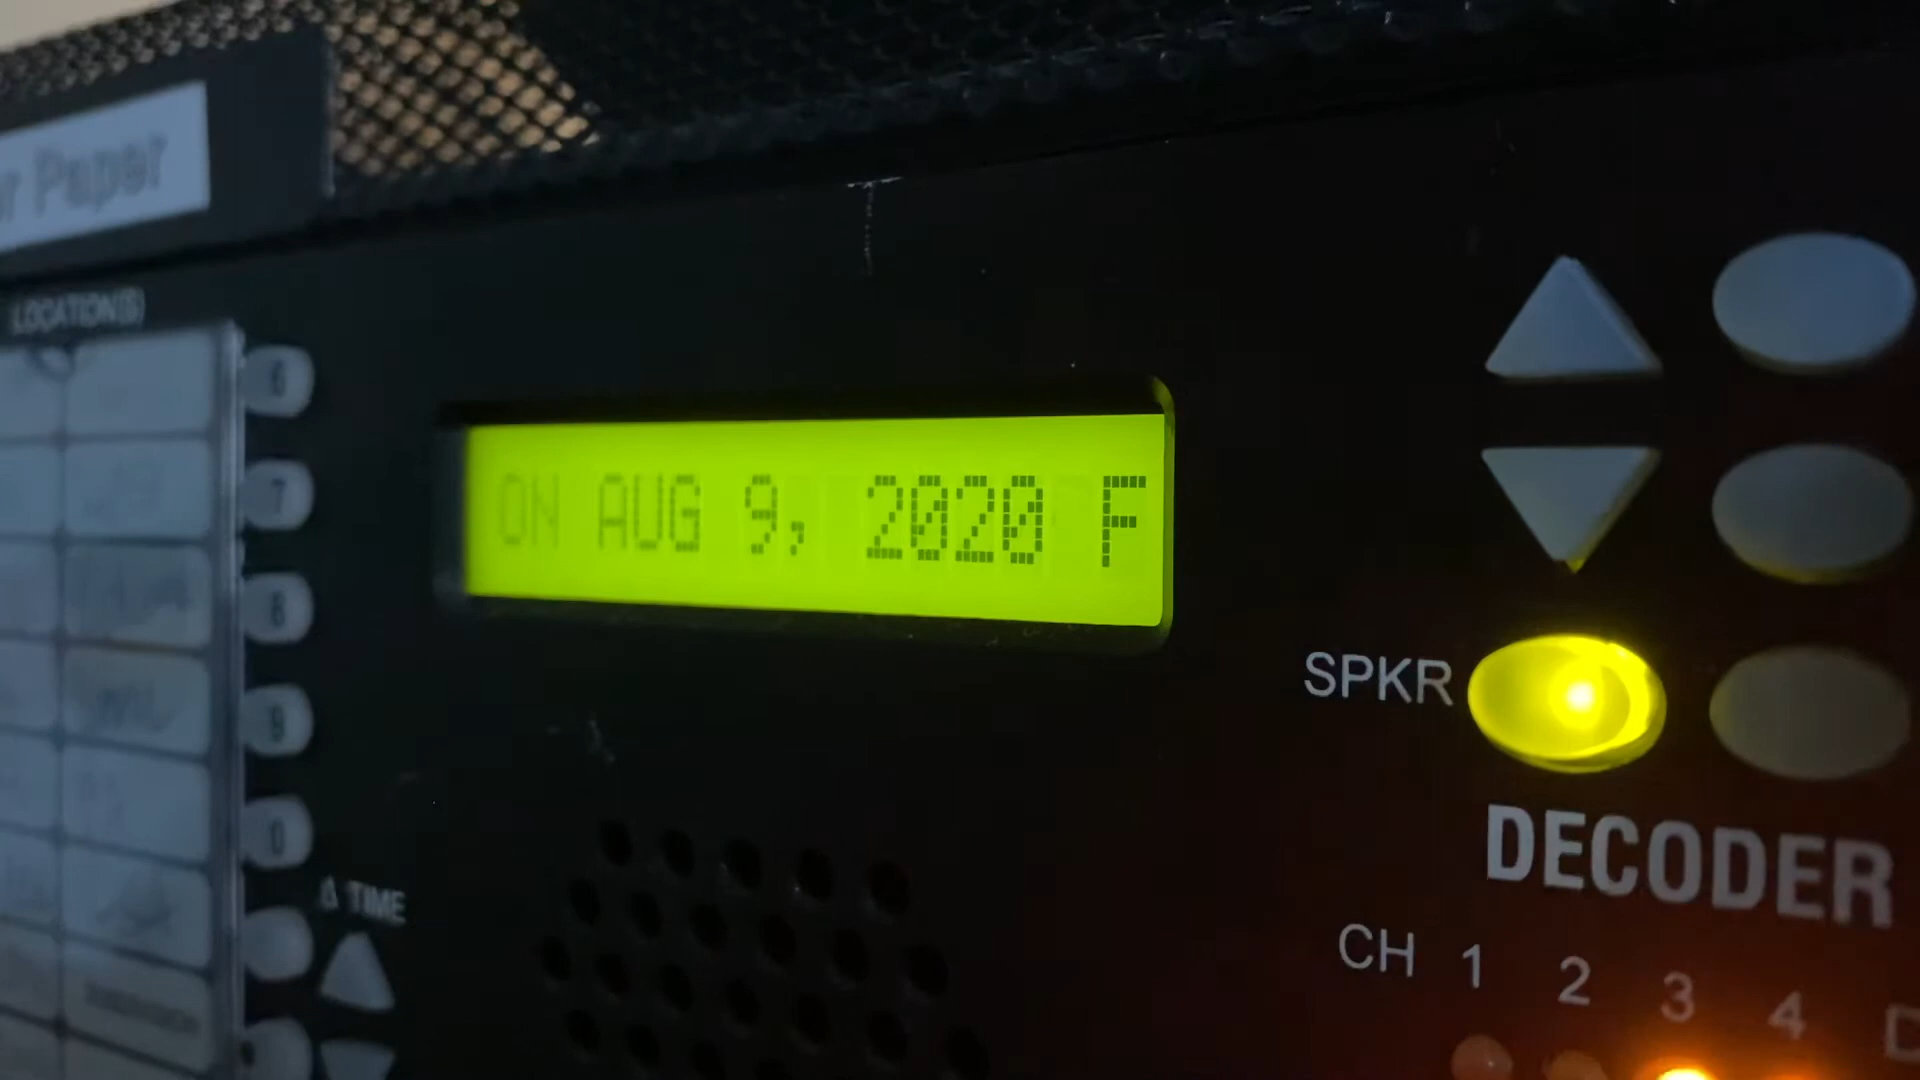 r Paper
LOCATION(S)
6
7
8
9
0
Δ TIME
ON AUG 9, 2020 F
SPKR
DECODER
CH 1 2 3 4